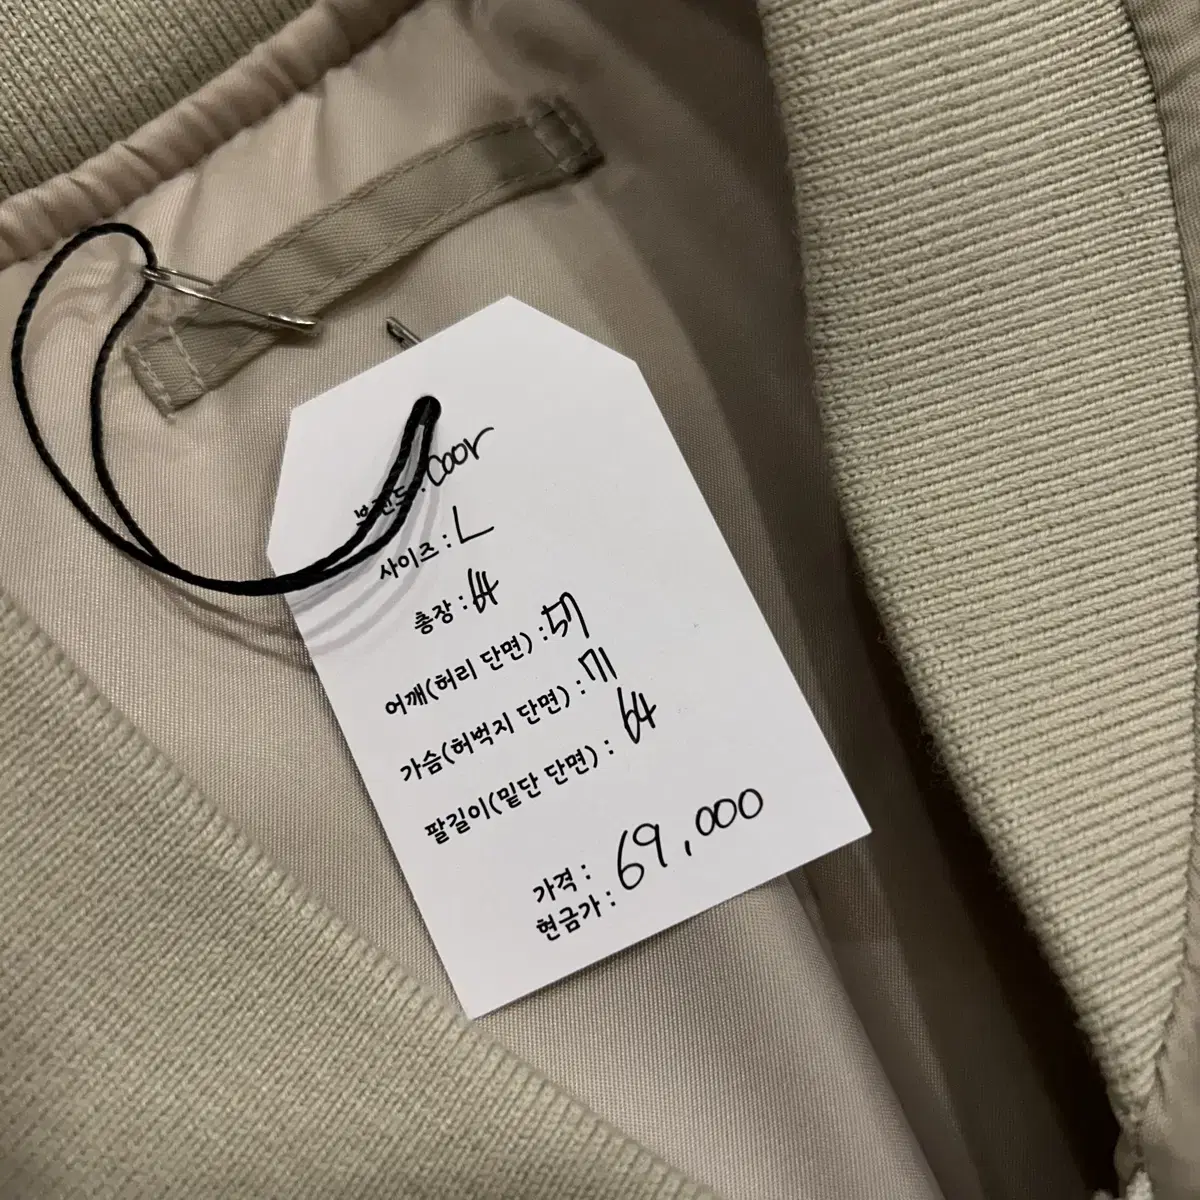 브랜드 : Coor
사이즈 : L
총장 : 64
어깨(허리 단면) : 57
가슴(허벅지 단면) : 71
팔길이(밑단 단면) : 64
가격 :
현금가 : 69,000